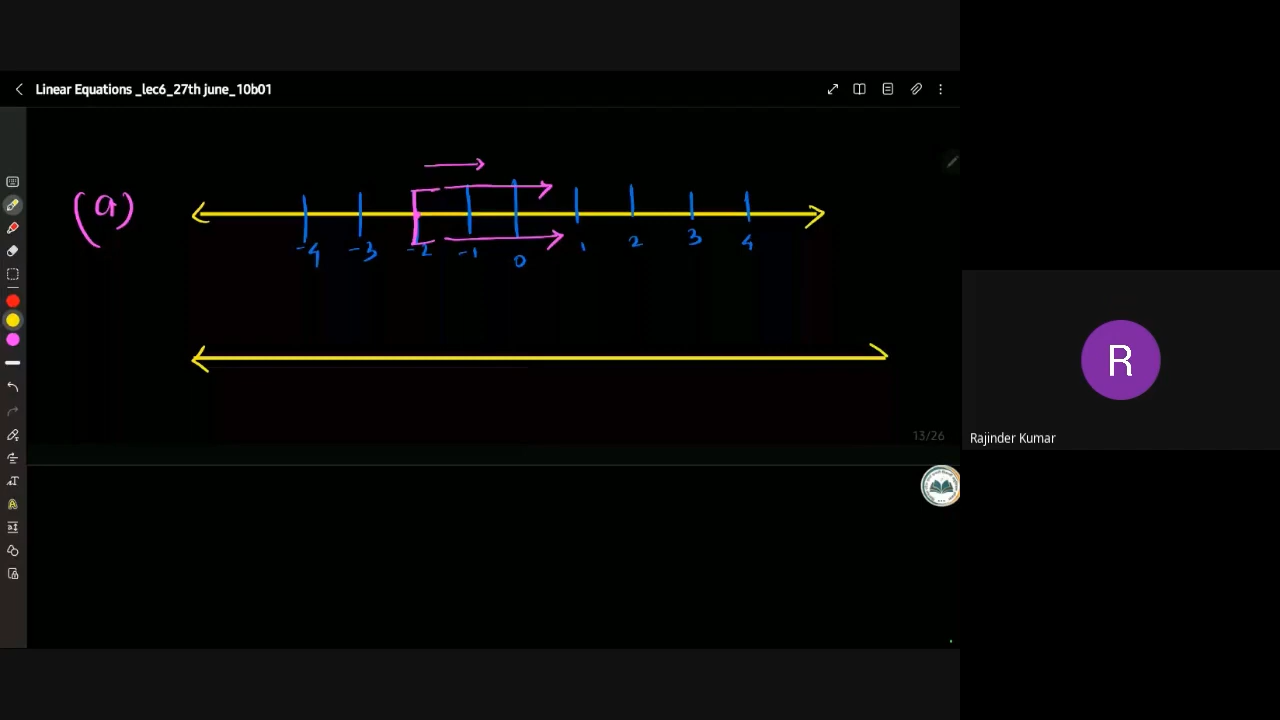 Linear Equations _lec6_27th june_10b01
(a)
-4 -3 -2 -1 0 1 2 3 4
13/26
R
Rajinder Kumar